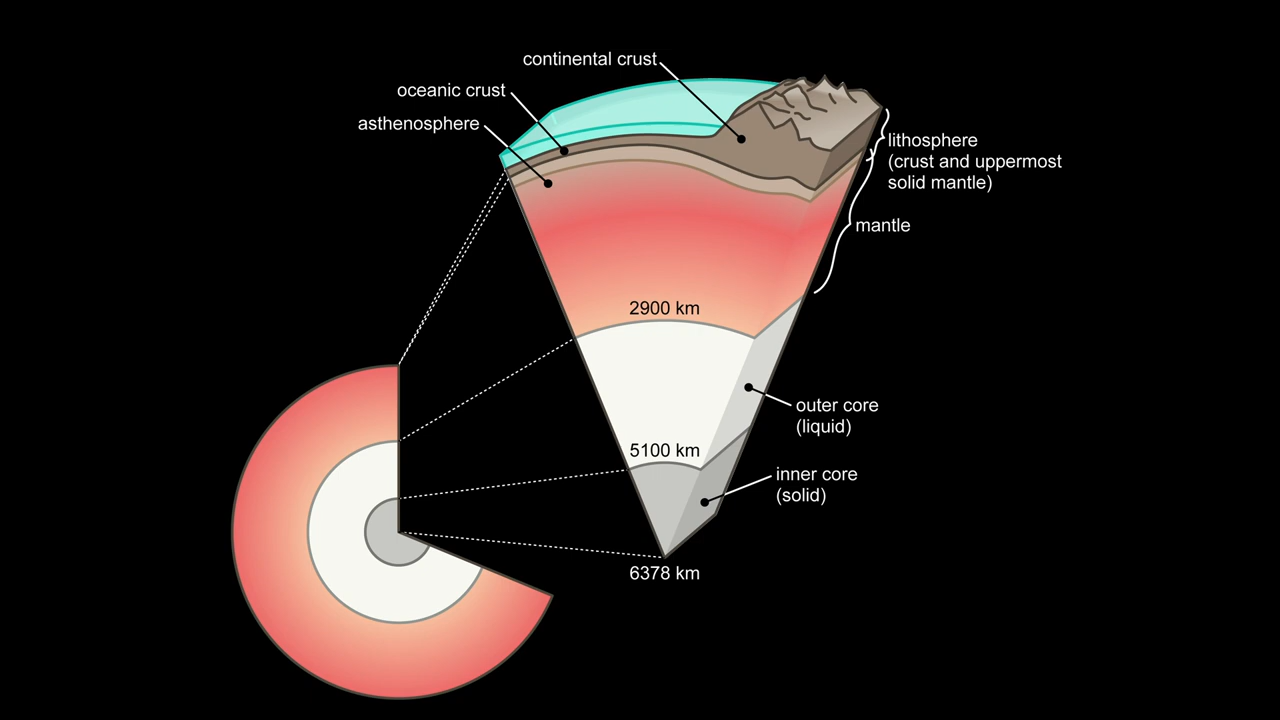 continental crust
oceanic crust
asthenosphere
lithosphere
(crust and uppermost
solid mantle)
mantle
2900 km
outer core
(liquid)
5100 km
inner core
(solid)
6378 km